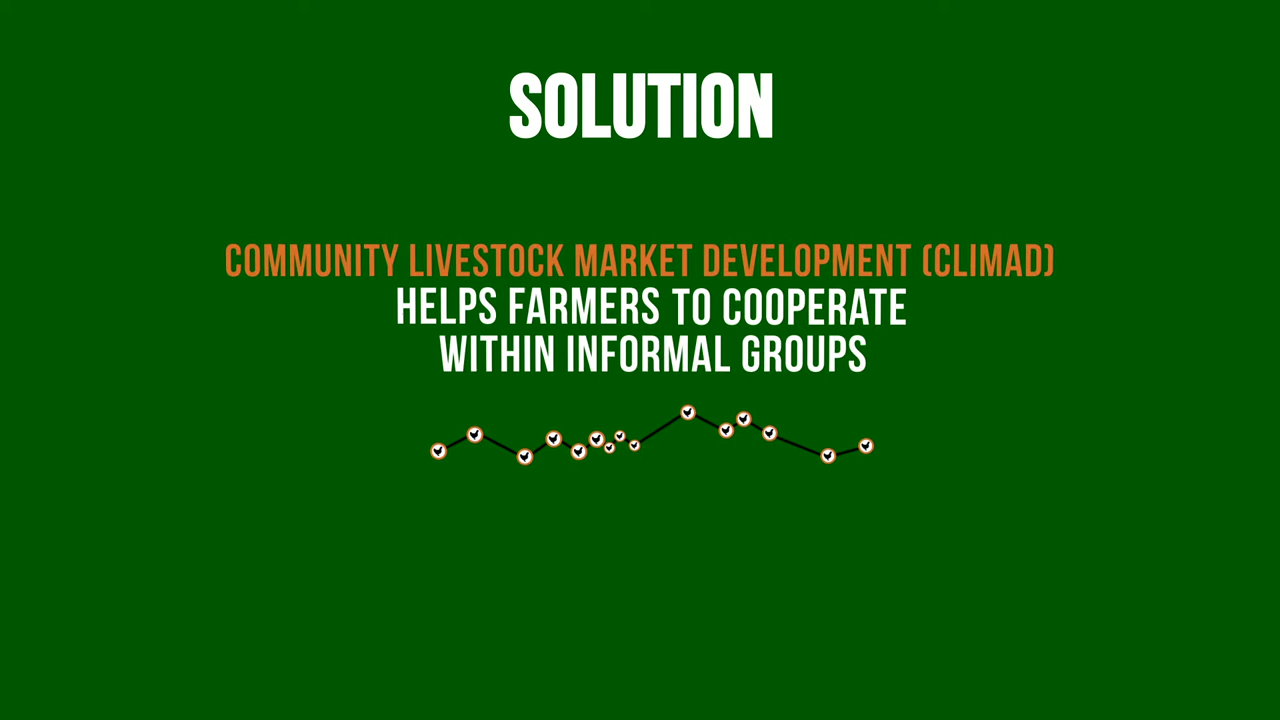 SOLUTION
COMMUNITY LIVESTOCK MARKET DEVELOPMENT (CLIMAD)
HELPS FARMERS TO COOPERATE
WITHIN INFORMAL GROUPS